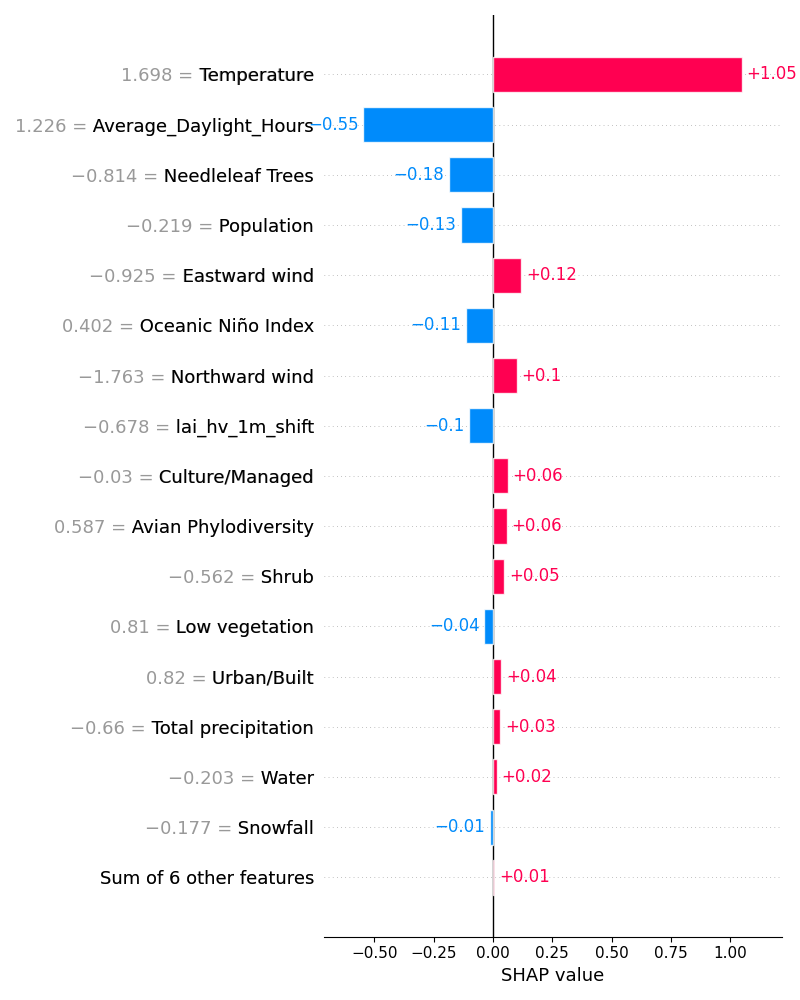 1.698 = Temperature +1.05
1.226 = Average_Daylight_Hours −0.55
−0.814 = Needleleaf Trees −0.18
−0.219 = Population −0.13
−0.925 = Eastward wind +0.12
0.402 = Oceanic Niño Index −0.11
−1.763 = Northward wind +0.1
−0.678 = lai_hv_1m_shift −0.1
−0.03 = Culture/Managed +0.06
0.587 = Avian Phylodiversity +0.06
−0.562 = Shrub +0.05
0.81 = Low vegetation −0.04
0.82 = Urban/Built +0.04
−0.66 = Total precipitation +0.03
−0.203 = Water +0.02
−0.177 = Snowfall −0.01
Sum of 6 other features +0.01
−0.50 −0.25 0.00 0.25 0.50 0.75 1.00
SHAP value